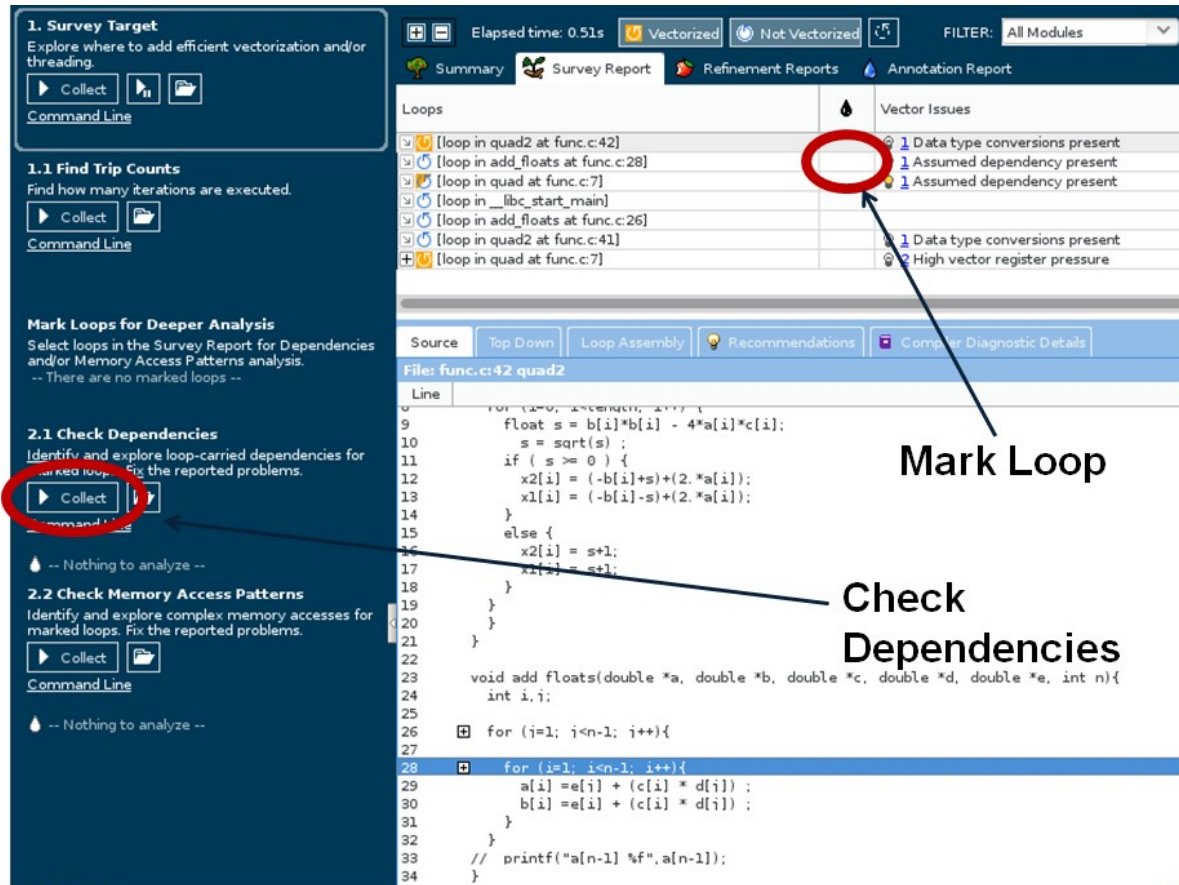 1. Survey Target
Explore where to add efficient vectorization and/or
threading.
Collect
Command Line
1.1 Find Trip Counts
Find how many iterations are executed.
Collect
Command Line
Mark Loops for Deeper Analysis
Select loops in the Survey Report for Dependencies
and/or Memory Access Patterns analysis.
-- There are no marked loops --
2.1 Check Dependencies
Identify and explore loop-carried dependencies for
marked loops. Fix the reported problems.
Collect
Command Line
-- Nothing to analyze --
2.2 Check Memory Access Patterns
Identify and explore complex memory accesses for
marked loops. Fix the reported problems.
Collect
Command Line
-- Nothing to analyze --
Elapsed time: 0.51s Vectorized Not Vectorized FILTER: All Modules
Summary Survey Report Refinement Reports Annotation Report
Loops Vector Issues
[loop in quad2 at func.c:42] 1 Data type conversions present
[loop in add_floats at func.c:28] 1 Assumed dependency present
[loop in quad at func.c:7] 1 Assumed dependency present
[loop in __libc_start_main]
[loop in add_floats at func.c:26]
[loop in quad2 at func.c:41] 1 Data type conversions present
[loop in quad at func.c:7] 2 High vector register pressure
Source Top Down Loop Assembly Recommendations Compiler Diagnostic Details
File: func.c:42 quad2
Line
8 for (i=0; i<length; i++) {
9 float s = b[i]*b[i] - 4*a[i]*c[i];
10 s = sqrt(s) ;
11 if ( s >= 0 ) {
12 x2[i] = (-b[i]+s)+(2.*a[i]);
13 x1[i] = (-b[i]-s)+(2.*a[i]);
14 }
15 else {
16 x2[i] = s+1;
17 x1[i] = s+1;
18 }
19 }
20 }
21 }
22
23 void add floats(double *a, double *b, double *c, double *d, double *e, int n){
24 int i,j;
25
26 for (j=1; j<n-1; j++){
27
28 for (i=1; i<n-1; i++){
29 a[i] =e[j] + (c[i] * d[j]) ;
30 b[i] =e[i] + (c[i] * d[j]) ;
31 }
32 }
33 // printf("a[n-1] %f",a[n-1]);
34 }
Mark Loop
Check
Dependencies